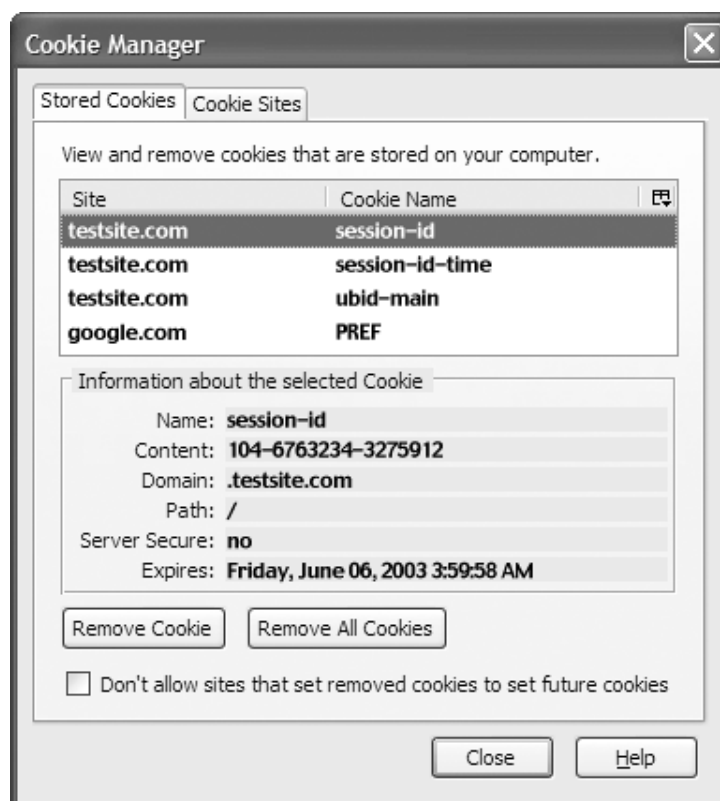 Cookie Manager
Stored Cookies Cookie Sites
View and remove cookies that are stored on your computer.
Site Cookie Name
testsite.com session-id
testsite.com session-id-time
testsite.com ubid-main
google.com PREF
Information about the selected Cookie
Name: session-id
Content: 104-6763234-3275912
Domain: .testsite.com
Path: /
Server Secure: no
Expires: Friday, June 06, 2003 3:59:58 AM
Remove Cookie Remove All Cookies
Don't allow sites that set removed cookies to set future cookies
Close Help